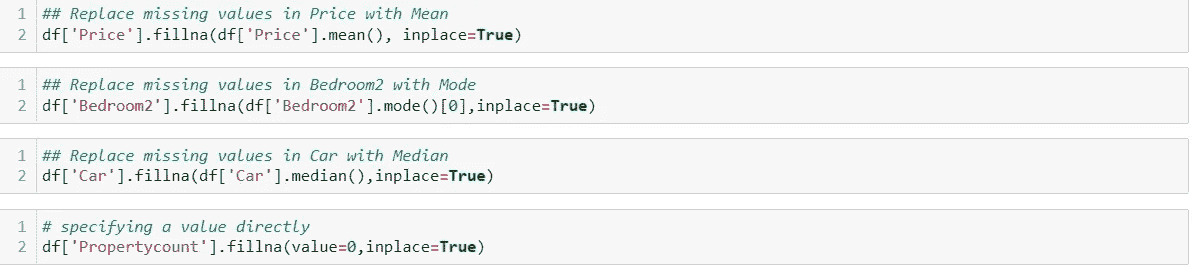 1 ## Replace missing values in Price with Mean
2 df['Price'].fillna(df['Price'].mean(), inplace=True)
1 ## Replace missing values in Bedroom2 with Mode
2 df['Bedroom2'].fillna(df['Bedroom2'].mode()[0],inplace=True)
1 ## Replace missing values in Car with Median
2 df['Car'].fillna(df['Car'].median(),inplace=True)
1 # specifying a value directly
2 df['Propertycount'].fillna(value=0,inplace=True)